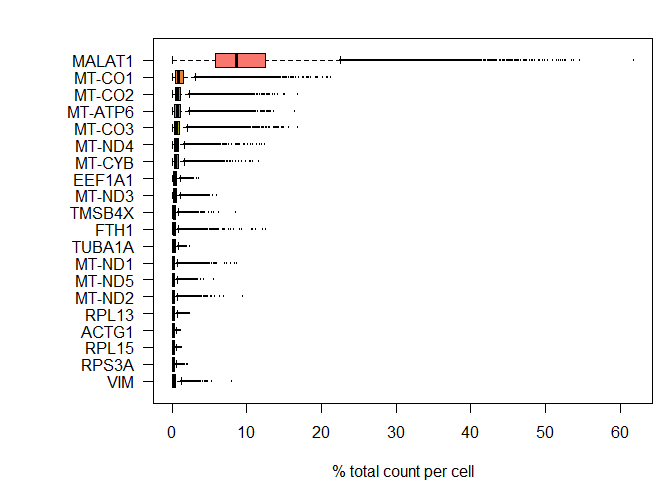 MALAT1
MT-CO1
MT-CO2
MT-ATP6
MT-CO3
MT-ND4
MT-CYB
EEF1A1
MT-ND3
TMSB4X
FTH1
TUBA1A
MT-ND1
MT-ND5
MT-ND2
RPL13
ACTG1
RPL15
RPS3A
VIM
0 10 20 30 40 50 60
% total count per cell